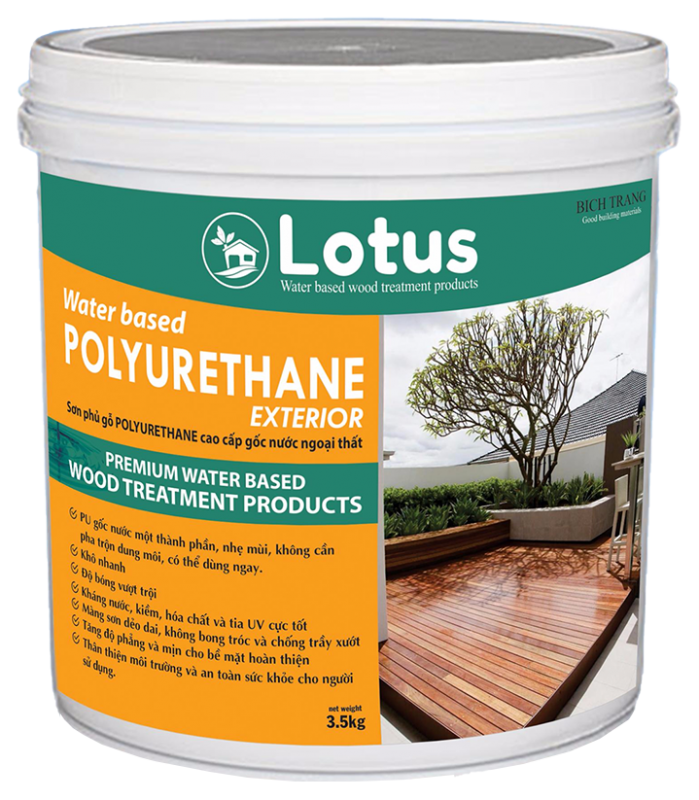 BICH TRANG
Good building materials
Lotus
Water based wood treatment products
Water based
POLYURETHANE
EXTERIOR
Sơn phủ gỗ POLYURETHANE cao cấp gốc nước ngoại thất
PREMIUM WATER BASED
WOOD TREATMENT PRODUCTS
PU gốc nước một thành phần, nhẹ mùi, không cần
pha trộn dung môi, có thể dùng ngay.
Khô nhanh
Độ bóng vượt trội
Kháng nước, kiềm, hóa chất và tia UV cực tốt
Màng sơn dẻo dai, không bong tróc và chống trầy xướt
Tăng độ phẳng và mịn cho bề mặt hoàn thiện
Thân thiện môi trường và an toàn sức khỏe cho người
sử dụng.
net weight
3.5kg